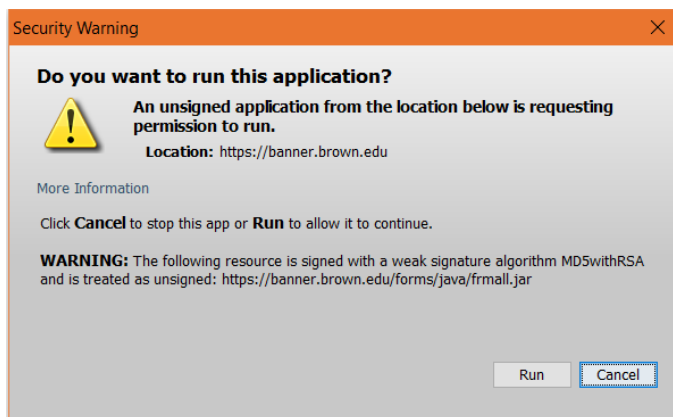 Security Warning
Do you want to run this application?
An unsigned application from the location below is requesting
permission to run.
Location: https://banner.brown.edu
More Information
Click Cancel to stop this app or Run to allow it to continue.
WARNING: The following resource is signed with a weak signature algorithm MD5withRSA
and is treated as unsigned: https://banner.brown.edu/forms/java/frmall.jar
Run Cancel